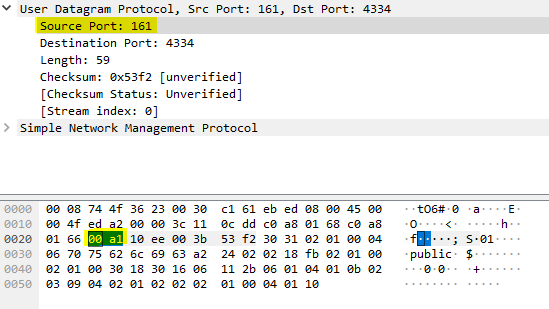 User Datagram Protocol, Src Port: 161, Dst Port: 4334
Source Port: 161
Destination Port: 4334
Length: 59
Checksum: 0x53f2 [unverified]
[Checksum Status: Unverified]
[Stream index: 0]
Simple Network Management Protocol
0000 00 08 74 4f 36 23 00 30 c1 61 eb ed 08 00 45 00 ··tO6#·0 ·a····E·
0010 00 4f ed a2 00 00 3c 11 0c dd c0 a8 01 68 c0 a8 ·O····<· ·····h··
0020 01 66 00 a1 10 ee 00 3b 53 f2 30 31 02 01 00 04 ·f·····; S·01····
0030 06 70 75 62 6c 69 63 a2 24 02 02 18 fb 02 01 00 ·public· $·······
0040 02 01 00 30 18 30 16 06 11 2b 06 01 04 01 0b 02 ···0·0·· ·+······
0050 03 09 04 02 01 02 02 02 01 00 04 01 10 ········ ·····